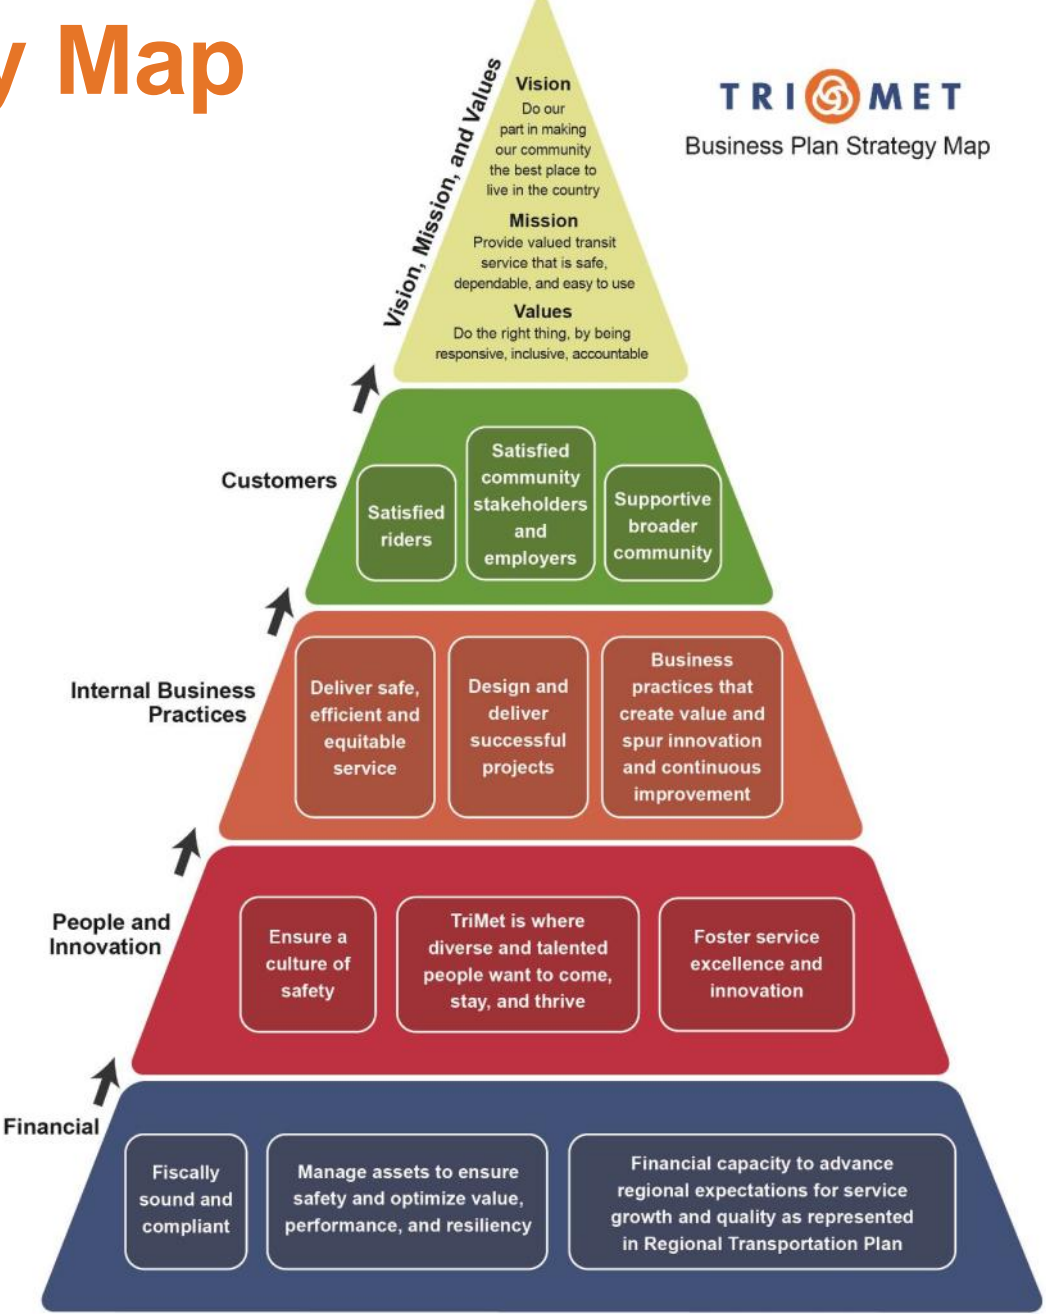 y Map
TRI MET
Business Plan Strategy Map
Vision, Mission, and Values
Vision
Do our
part in making
our community
the best place to
live in the country
Mission
Provide valued transit
service that is safe,
dependable, and easy to use
Values
Do the right thing, by being
responsive, inclusive, accountable
Customers
Satisfied
riders
Satisfied
community
stakeholders
and
employers
Supportive
broader
community
Internal Business
Practices
Deliver safe,
efficient and
equitable
service
Design and
deliver
successful
projects
Business
practices that
create value and
spur innovation
and continuous
improvement
People and
Innovation
Ensure a
culture of
safety
TriMet is where
diverse and talented
people want to come,
stay, and thrive
Foster service
excellence and
innovation
Financial
Fiscally
sound and
compliant
Manage assets to ensure
safety and optimize value,
performance, and resiliency
Financial capacity to advance
regional expectations for service
growth and quality as represented
in Regional Transportation Plan